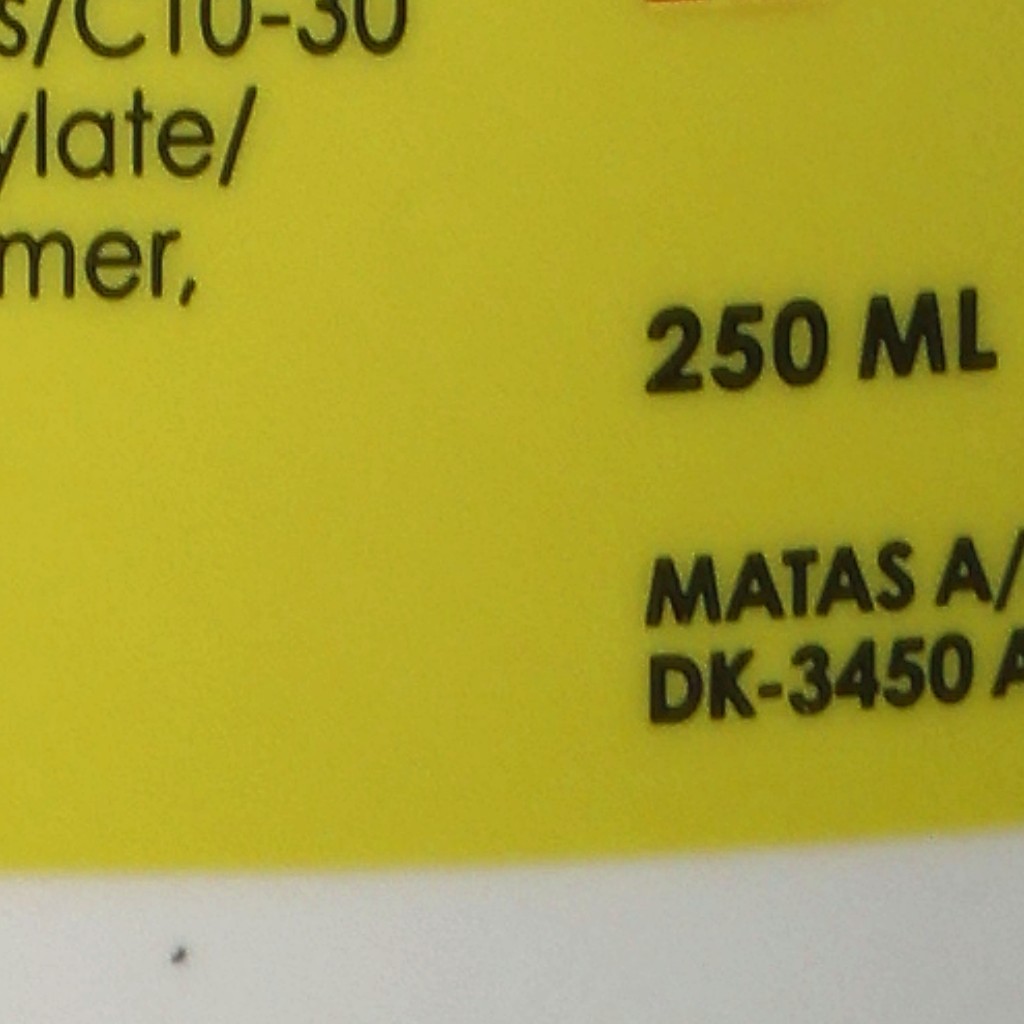 s/C10-30
ylate/
mer,
250 ML
MATAS A/
DK-3450 A